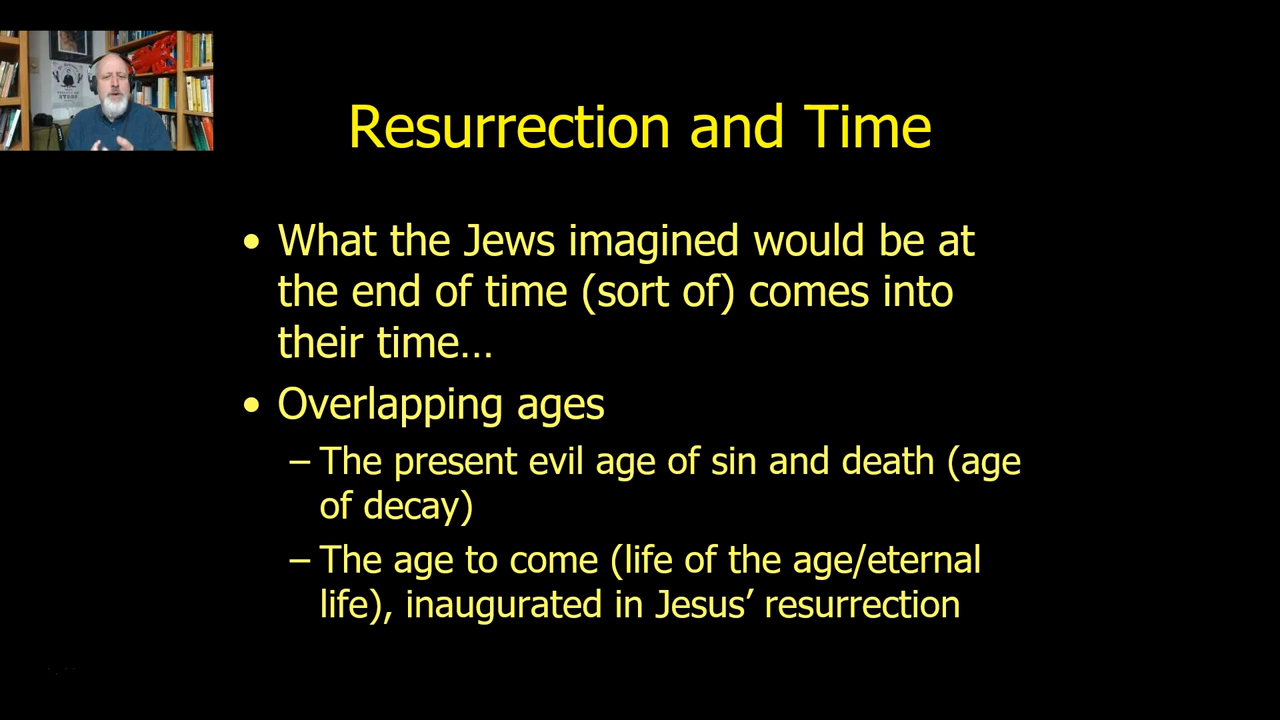 Resurrection and Time
• What the Jews imagined would be at
the end of time (sort of) comes into
their time…
• Overlapping ages
– The present evil age of sin and death (age
of decay)
– The age to come (life of the age/eternal
life), inaugurated in Jesus’ resurrection